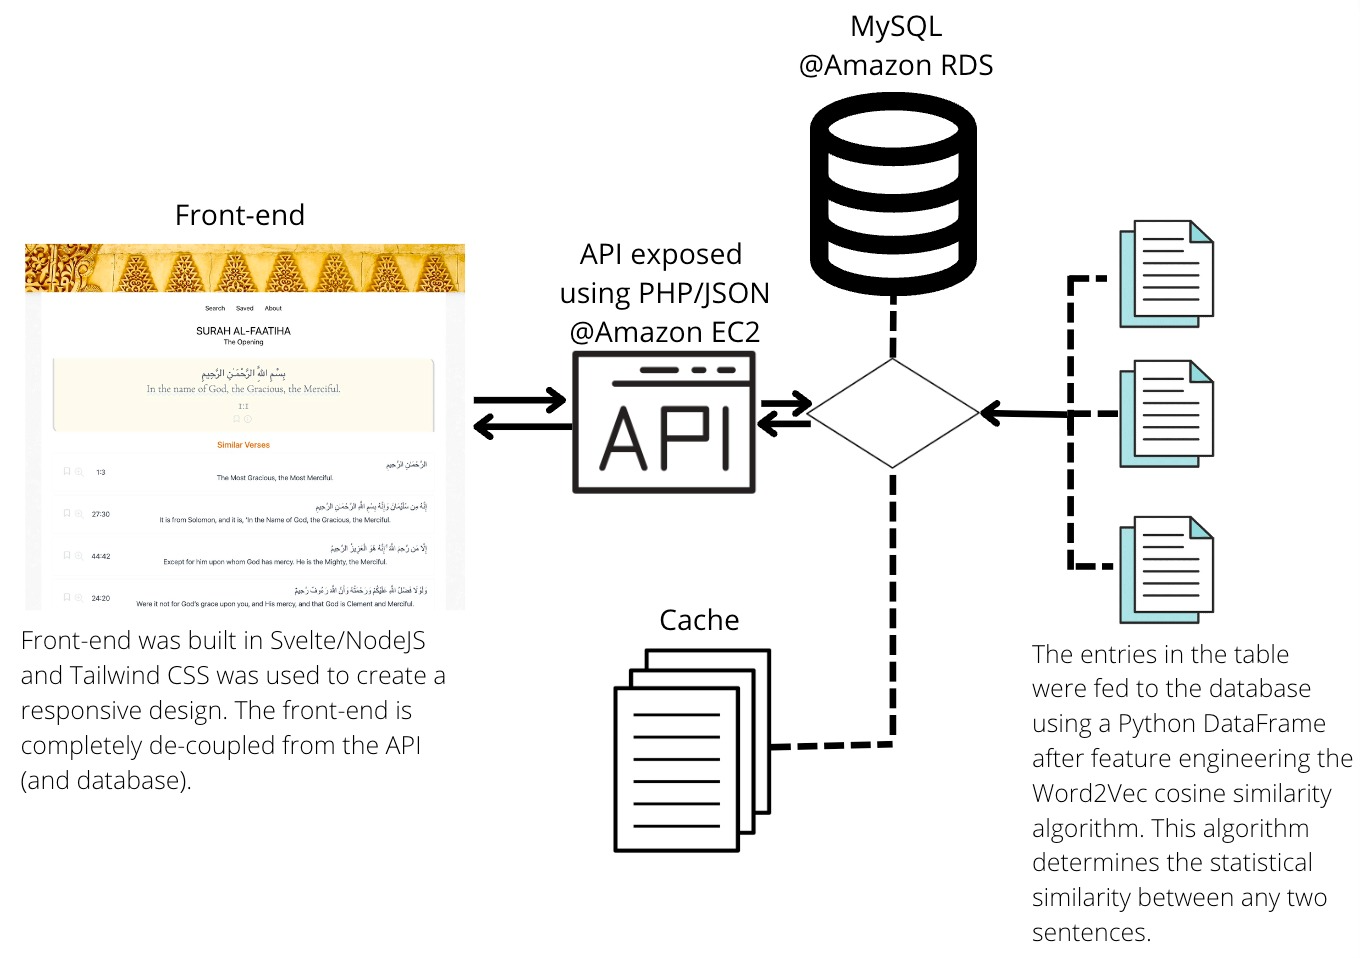 MySQL
@Amazon RDS
Front-end
API exposed
using PHP/JSON
@Amazon EC2
API
Search Saved About
SURAH AL-FAATIHA
The Opening
بِسْمِ اللَّهِ الرَّحْمَـٰنِ الرَّحِيمِ
In the name of God, the Gracious, the Merciful.
1:1
Similar Verses
الرَّحْمَـٰنِ الرَّحِيمِ
1:3
The Most Gracious, the Most Merciful.
إِنَّهُ مِن سُلَيْمَانَ وَإِنَّهُ بِسْمِ اللَّهِ الرَّحْمَـٰنِ الرَّحِيمِ
27:30
It is from Solomon, and it is, 'In the Name of God, the Gracious, the Merciful.
إِلَّا مَن رَّحِمَ اللَّهُ ۚ إِنَّهُ هُوَ الْعَزِيزُ الرَّحِيمُ
44:42
Except for him upon whom God has mercy. He is the Mighty, the Merciful.
وَلَوْلَا فَضْلُ اللَّهِ عَلَيْكُمْ وَرَحْمَتُهُ وَأَنَّ اللَّهَ رَءُوفٌ رَّحِيمٌ
24:20
Were it not for God's grace upon you, and His mercy, and that God is Clement and Merciful.
Front-end was built in Svelte/NodeJS
and Tailwind CSS was used to create a
responsive design. The front-end is
completely de-coupled from the API
(and database).
Cache
The entries in the table
were fed to the database
using a Python DataFrame
after feature engineering the
Word2Vec cosine similarity
algorithm. This algorithm
determines the statistical
similarity between any two
sentences.